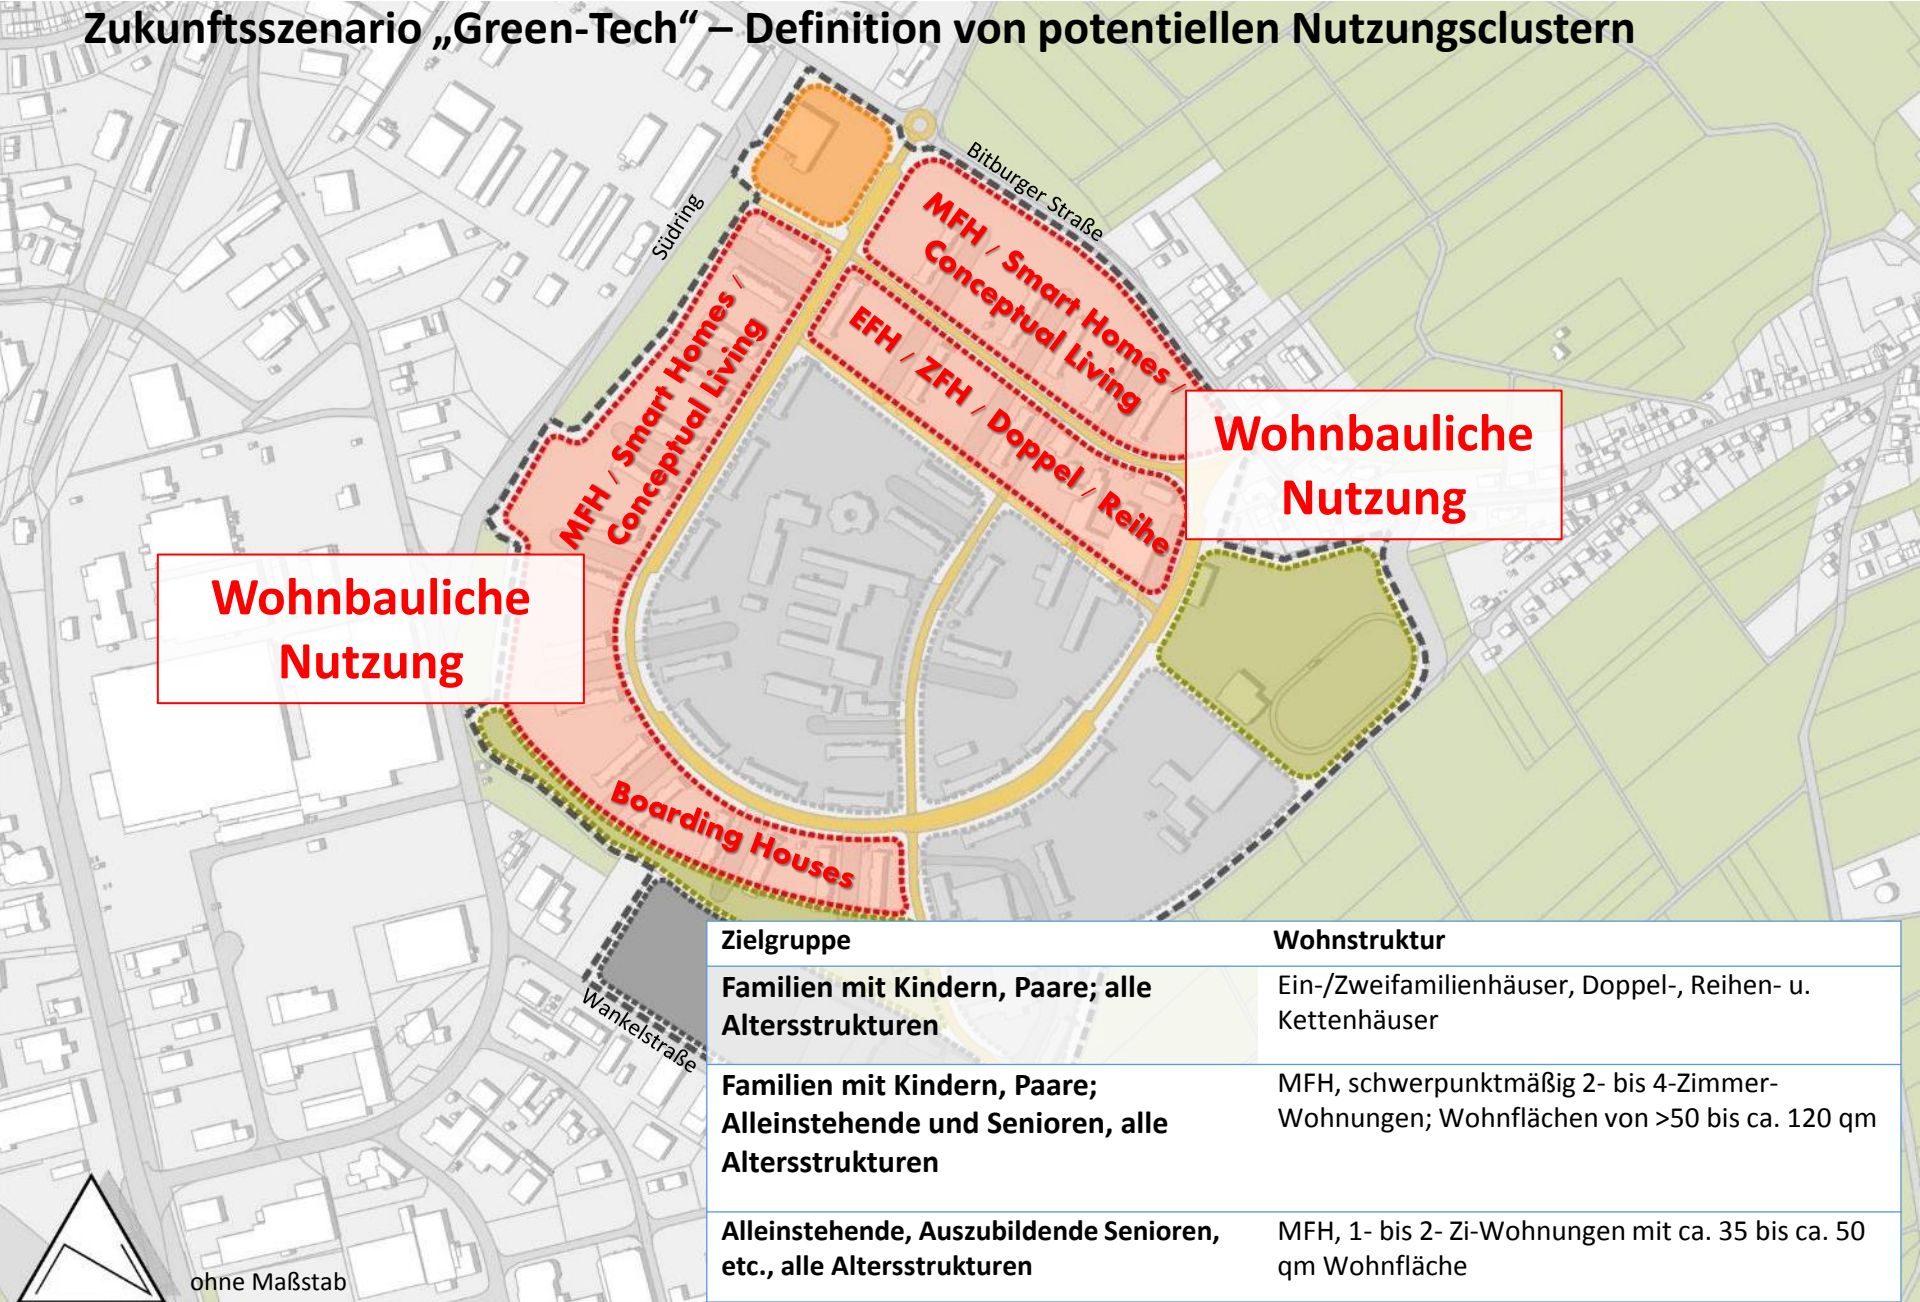 Zukunftsszenario „Green-Tech“ – Definition von potentiellen Nutzungsclustern
Bitburger Straße
Südring
MFH / Smart Homes /
Conceptual Living
EFH / ZFH / Doppel / Reihe
MFH / Smart Homes /
Conceptual Living
Wohnbauliche
Nutzung
Wohnbauliche
Nutzung
Boarding Houses
Wankelstraße
Zielgruppe Wohnstruktur
Familien mit Kindern, Paare; alle
Altersstrukturen
Ein-/Zweifamilienhäuser, Doppel-, Reihen- u.
Kettenhäuser
Familien mit Kindern, Paare;
Alleinstehende und Senioren, alle
Altersstrukturen
MFH, schwerpunktmäßig 2- bis 4-Zimmer-
Wohnungen; Wohnflächen von >50 bis ca. 120 qm
Alleinstehende, Auszubildende Senioren,
etc., alle Altersstrukturen
MFH, 1- bis 2- Zi-Wohnungen mit ca. 35 bis ca. 50
qm Wohnfläche
ohne Maßstab